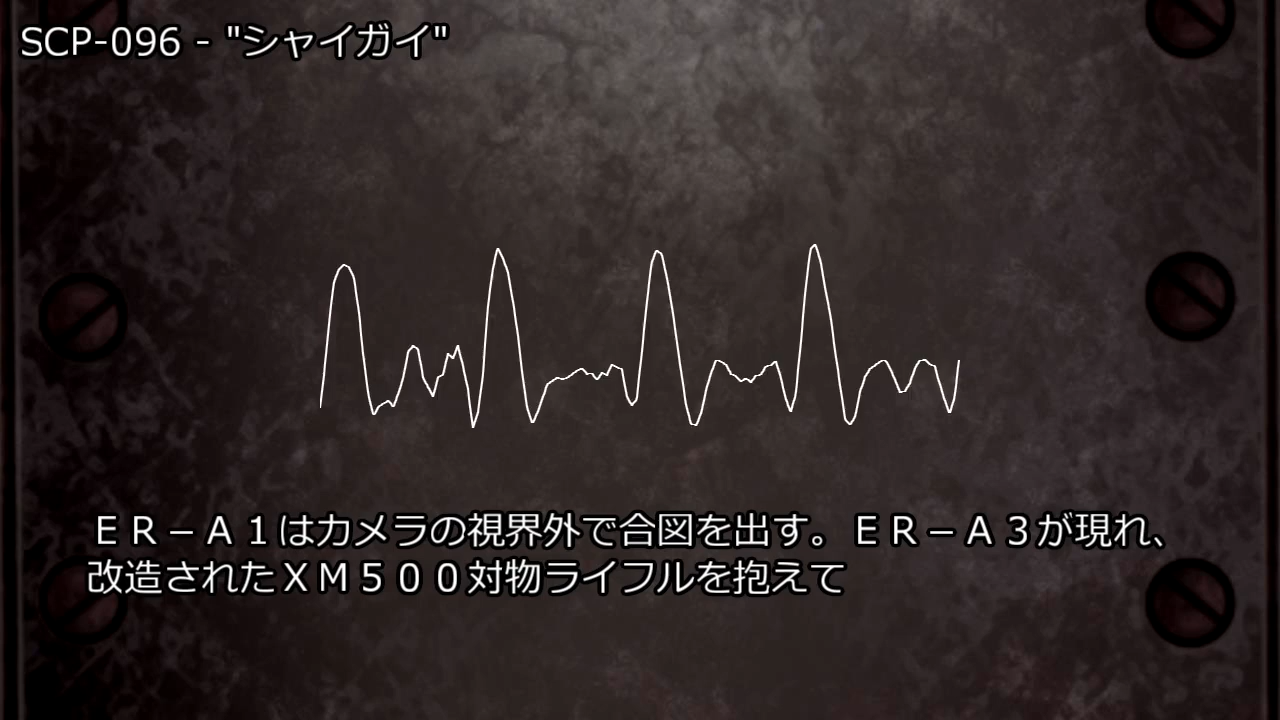 SCP-096 - "シャイガイ"
ＥＲ－Ａ１はカメラの視界外で合図を出す。ＥＲ－Ａ３が現れ、
改造されたＸＭ５００対物ライフルを抱えて